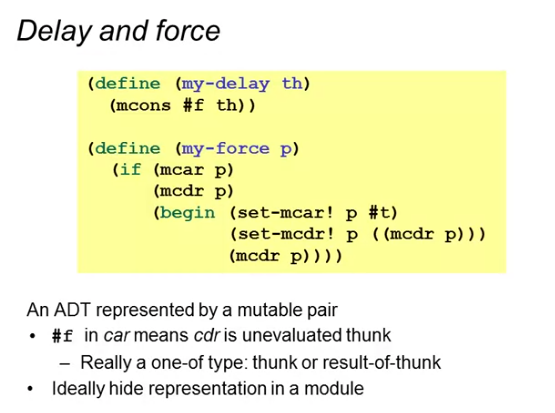 Delay and force
(define (my-delay th)
  (mcons #f th))
(define (my-force p)
  (if (mcar p)
      (mcdr p)
      (begin (set-mcar! p #t)
             (set-mcdr! p ((mcdr p)))
             (mcdr p))))
An ADT represented by a mutable pair
• #f in car means cdr is unevaluated thunk
– Really a one-of type: thunk or result-of-thunk
• Ideally hide representation in a module